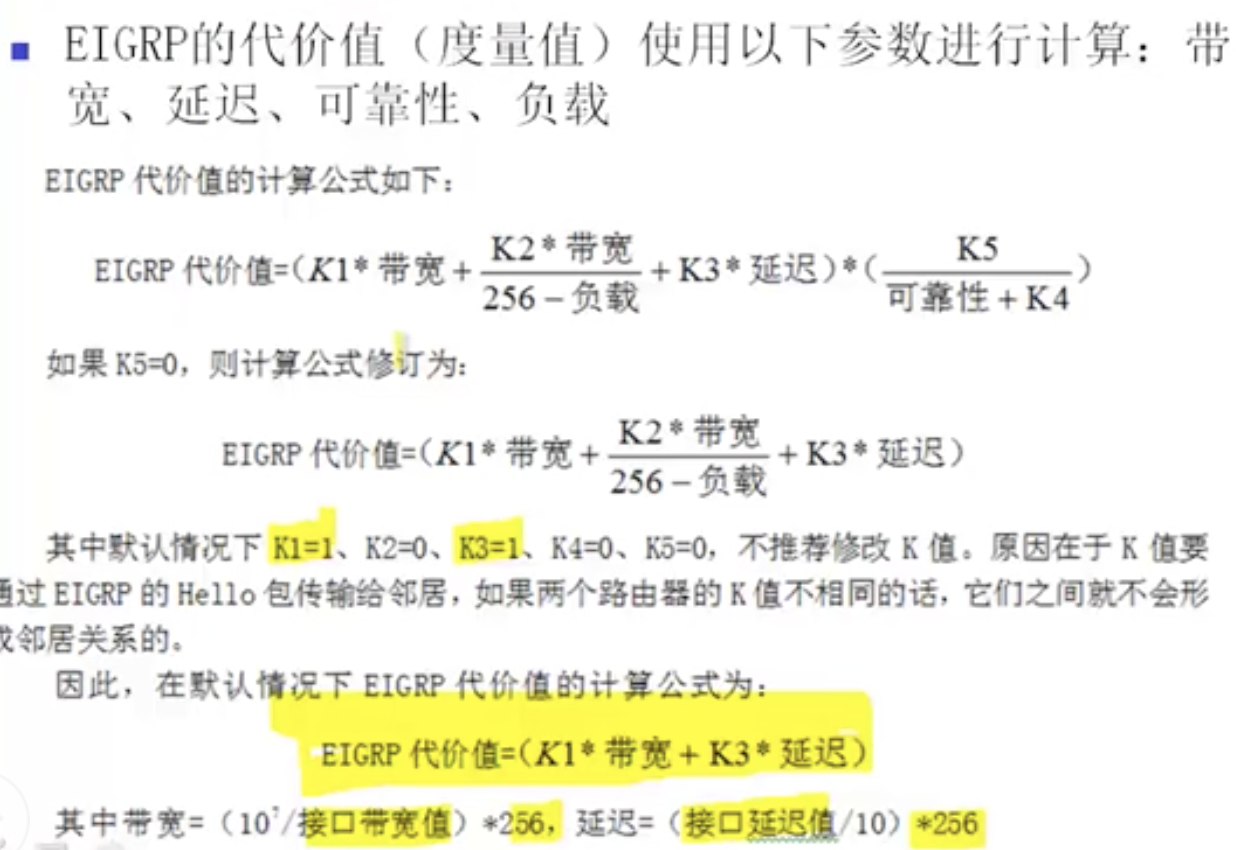 ■ EIGRP的代价值（度量值）使用以下参数进行计算：带
宽、延迟、可靠性、负载
EIGRP 代价值的计算公式如下：
EIGRP 代价值=(K1* 带宽 + K2 * 带宽 / 256 − 负载 + K3 * 延迟) * ( K5 / 可靠性 + K4 )
如果 K5=0，则计算公式修订为：
EIGRP 代价值=(K1* 带宽 + K2 * 带宽 / 256 − 负载 + K3 * 延迟)
其中默认情况下 K1=1、K2=0、K3=1、K4=0、K5=0，不推荐修改 K 值。原因在于 K 值要
通过 EIGRP 的 Hello 包传输给邻居，如果两个路由器的 K 值不相同的话，它们之间就不会形
成邻居关系的。
因此，在默认情况下 EIGRP 代价值的计算公式为：
EIGRP 代价值=(K1* 带宽 + K3 * 延迟)
其中带宽=（10⁷/接口带宽值）*256，延迟=（接口延迟值/10）*256